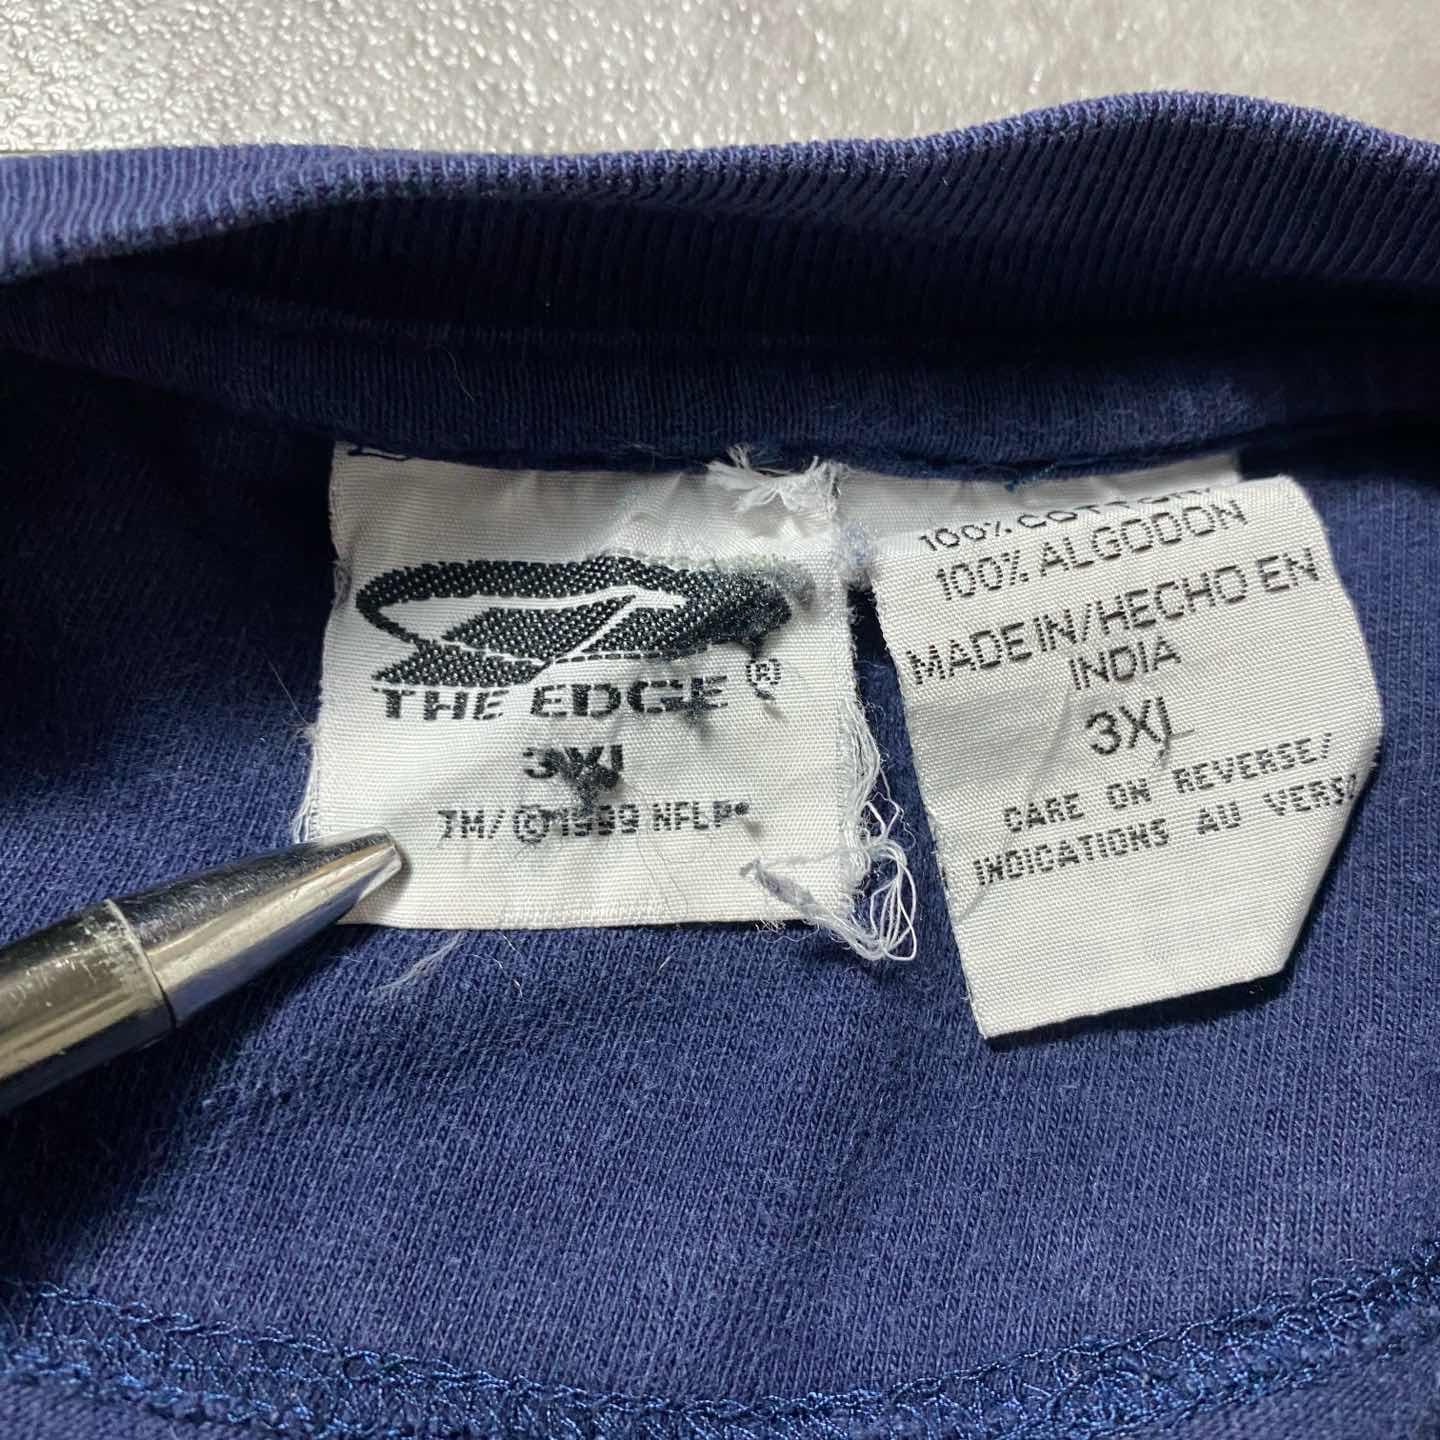 THE EDGE ®
3XL
TM/©1999 NFLP
100% COTTON
100% ALGODON
MADE IN/HECHO EN
INDIA
3XL
CARE ON REVERSE/
INDICATIONS AU VERSO